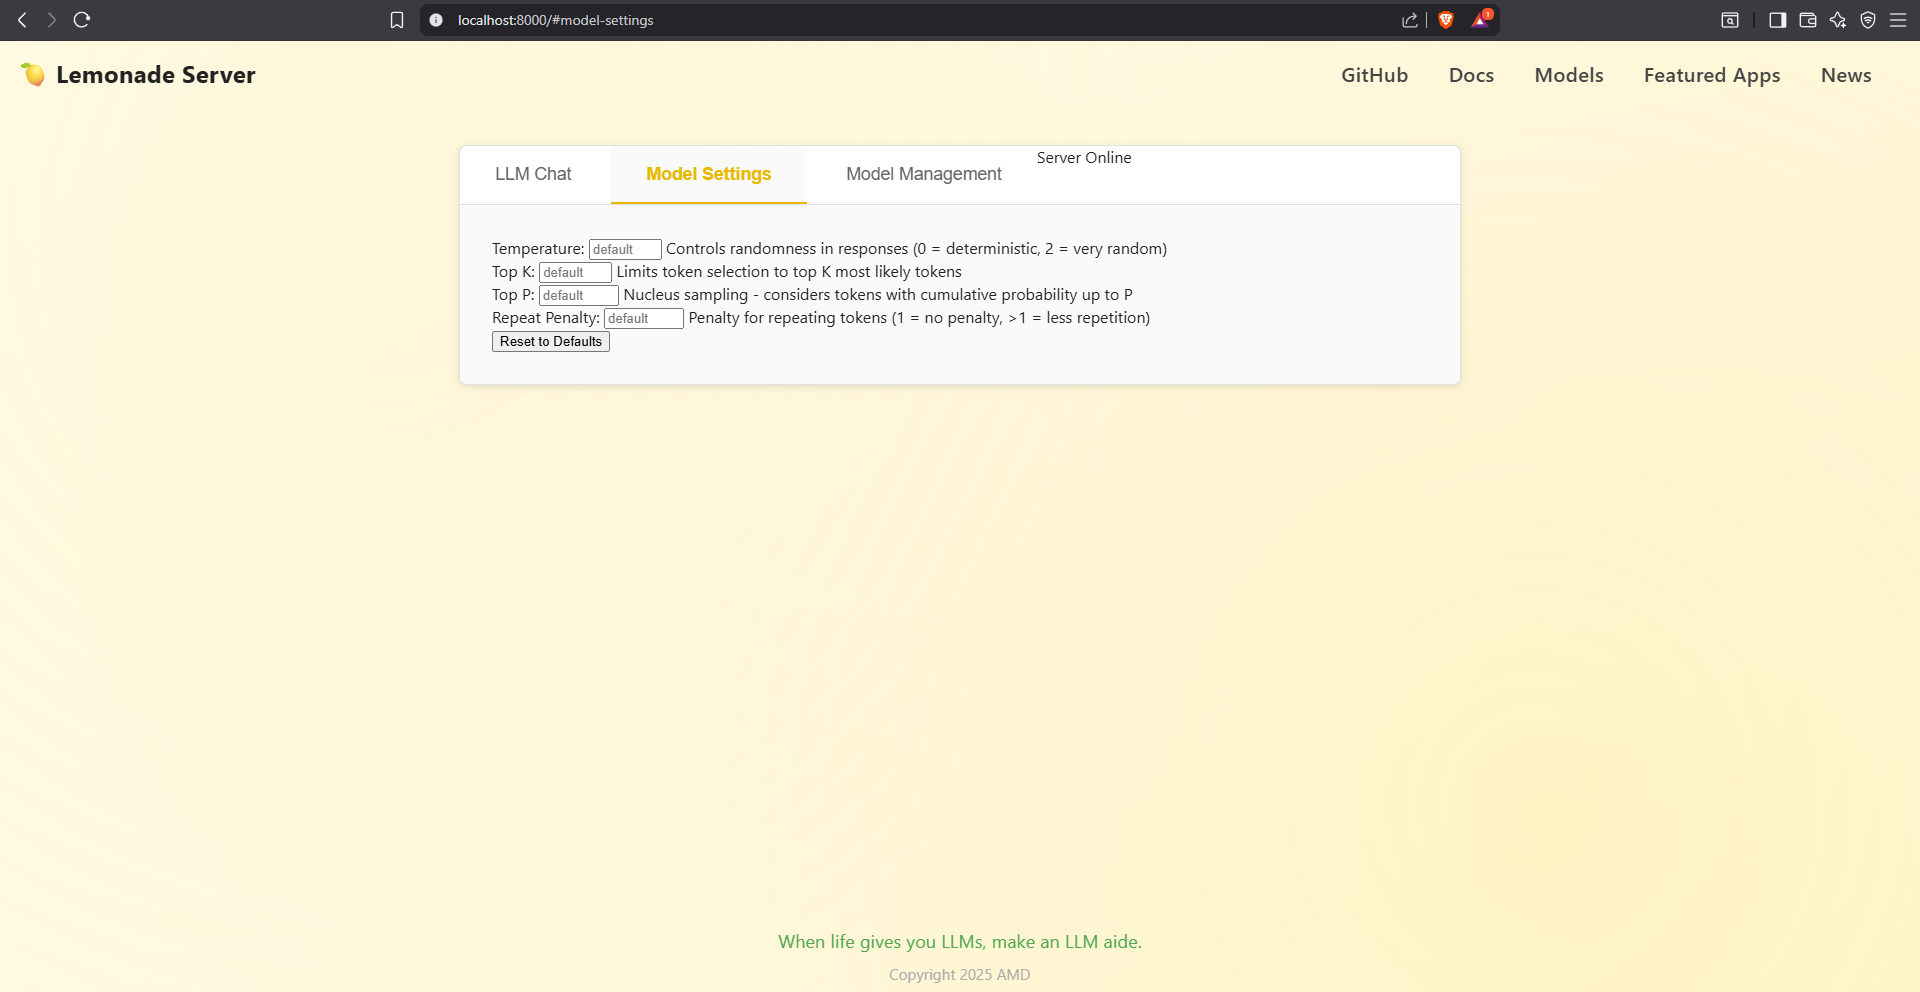 localhost:8000/#model-settings
1
Lemonade Server
GitHub Docs Models Featured Apps News
LLM Chat Model Settings Model Management Server Online
Temperature: default Controls randomness in responses (0 = deterministic, 2 = very random)
Top K: default Limits token selection to top K most likely tokens
Top P: default Nucleus sampling - considers tokens with cumulative probability up to P
Repeat Penalty: default Penalty for repeating tokens (1 = no penalty, >1 = less repetition)
Reset to Defaults
When life gives you LLMs, make an LLM aide.
Copyright 2025 AMD